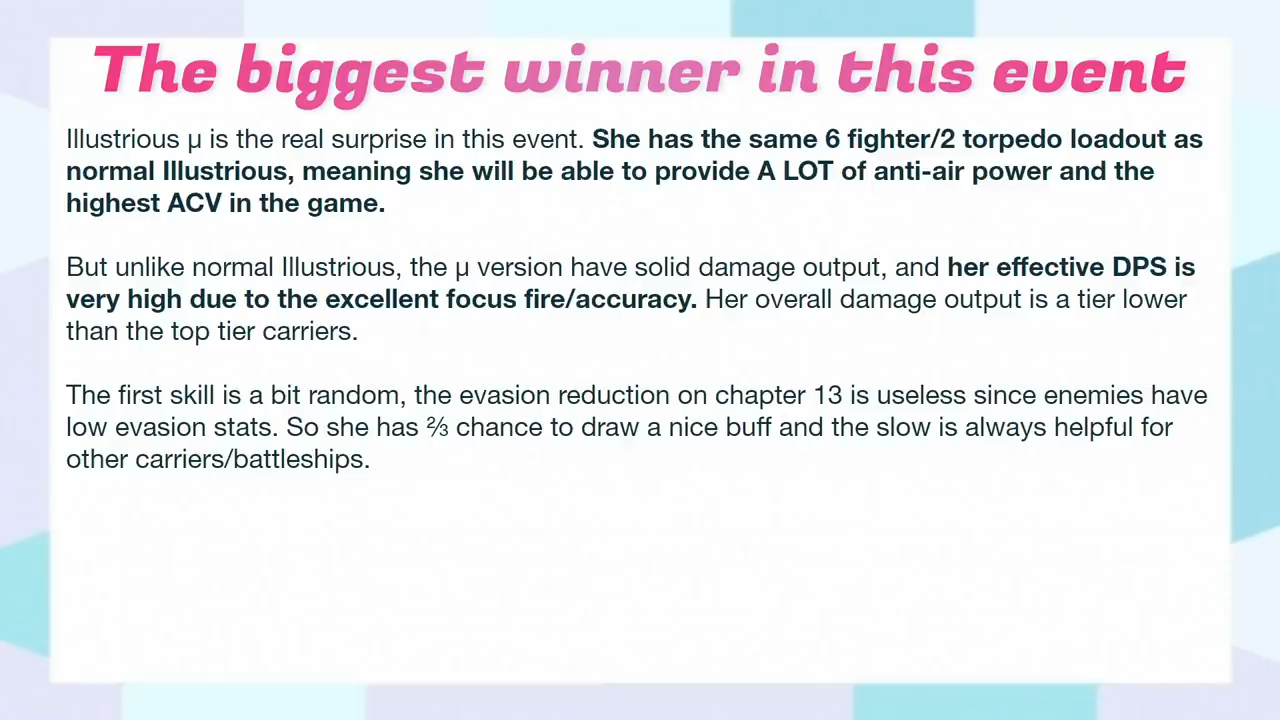 The biggest winner in this event
Illustrious μ is the real surprise in this event. She has the same 6 fighter/2 torpedo loadout as
normal Illustrious, meaning she will be able to provide A LOT of anti-air power and the
highest ACV in the game.
But unlike normal Illustrious, the μ version have solid damage output, and her effective DPS is
very high due to the excellent focus fire/accuracy. Her overall damage output is a tier lower
than the top tier carriers.
The first skill is a bit random, the evasion reduction on chapter 13 is useless since enemies have
low evasion stats. So she has ⅔ chance to draw a nice buff and the slow is always helpful for
other carriers/battleships.